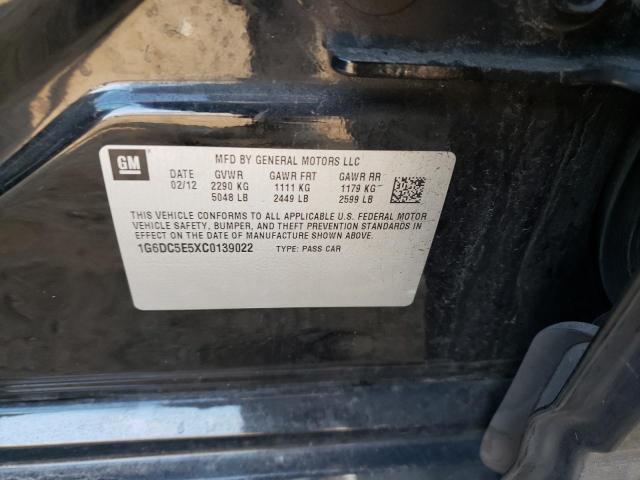 GM
MFD BY GENERAL MOTORS LLC
DATE GVWR GAWR FRT GAWR RR
02/12 2290 KG 1111 KG 1179 KG
5048 LB 2449 LB 2599 LB
THIS VEHICLE CONFORMS TO ALL APPLICABLE U.S. FEDERAL MOTOR
VEHICLE SAFETY, BUMPER, AND THEFT PREVENTION STANDARDS IN
EFFECT ON THE DATE OF MANUFACTURE SHOWN ABOVE.
1G6DC5E5XC0139022 TYPE: PASS CAR